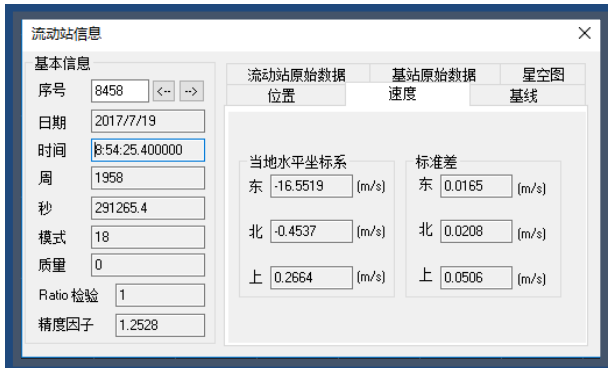 流动站信息
基本信息
序号 8458 <-- -->
日期 2017/7/19
时间 8:54:25.400000
周 1958
秒 291265.4
模式 18
质量 0
Ratio 检验 1
精度因子 1.2528
流动站原始数据 基站原始数据 星空图
位置 速度 基线
当地水平坐标系
东 -16.5519 (m/s)
北 -0.4537 (m/s)
上 0.2664 (m/s)
标准差
东 0.0165 (m/s)
北 0.0208 (m/s)
上 0.0506 (m/s)